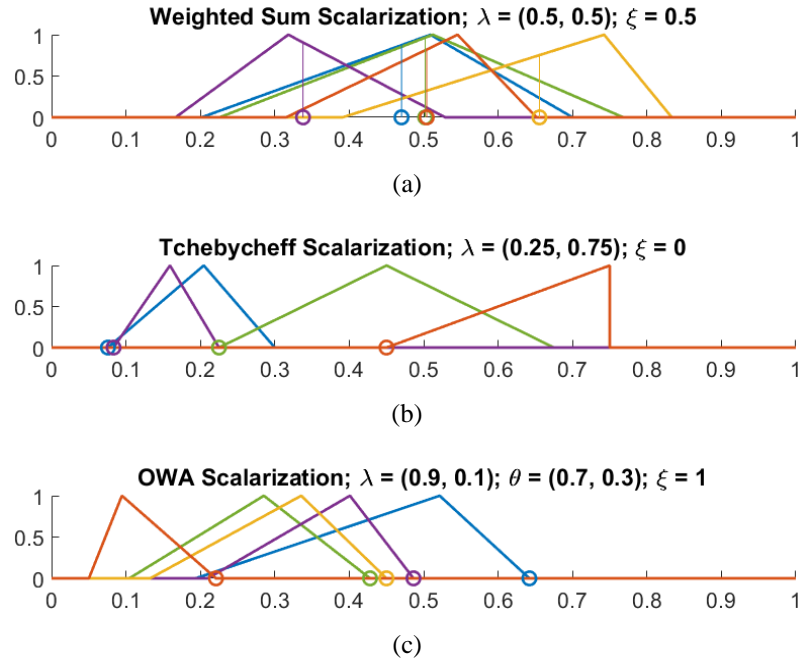 Weighted Sum Scalarization; λ = (0.5, 0.5); ξ = 0.5
1
0.5
0
0 0.1 0.2 0.3 0.4 0.5 0.6 0.7 0.8 0.9 1
(a)
Tchebycheff Scalarization; λ = (0.25, 0.75); ξ = 0
1
0.5
0
0 0.1 0.2 0.3 0.4 0.5 0.6 0.7 0.8 0.9 1
(b)
OWA Scalarization; λ = (0.9, 0.1); θ = (0.7, 0.3); ξ = 1
1
0.5
0
0 0.1 0.2 0.3 0.4 0.5 0.6 0.7 0.8 0.9 1
(c)